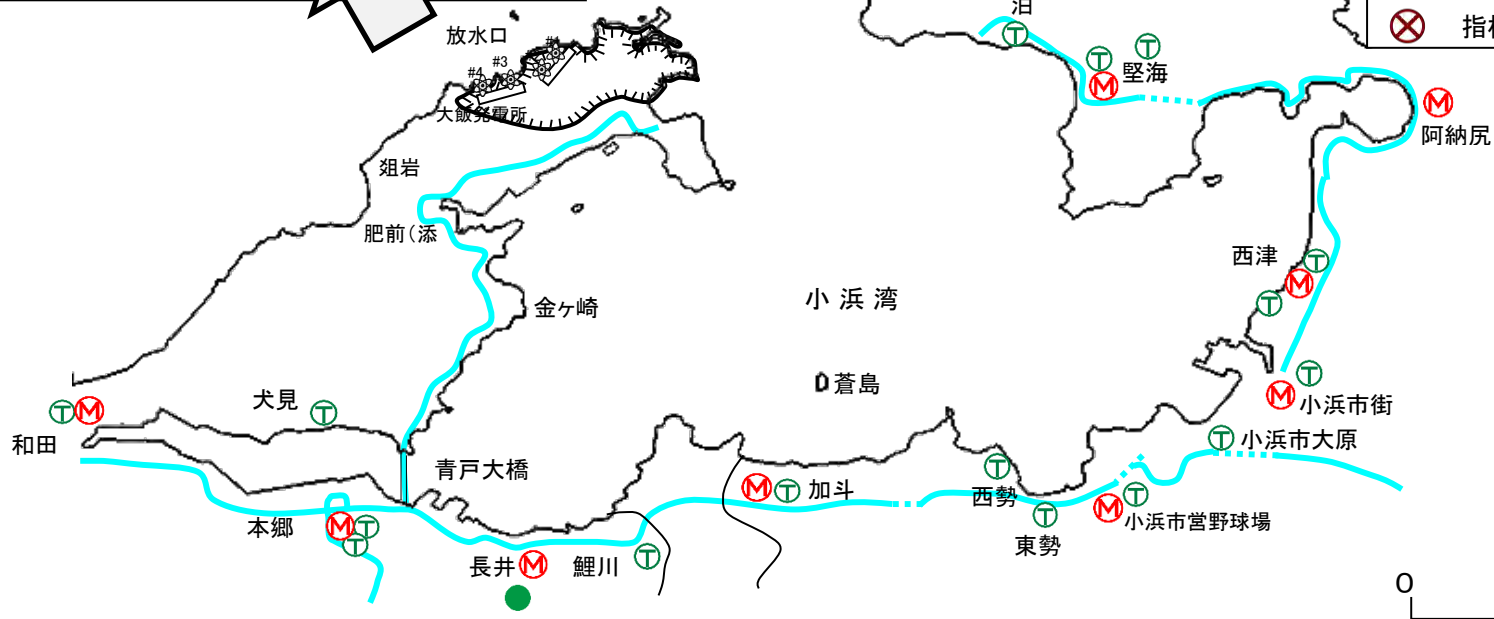 泊
指
放水口
#4
#3
大飯発電所
堅海
阿納尻
爼岩
肥前(添
西津
金ヶ崎
小浜湾
蒼島
犬見
小浜市街
和田
小浜市大原
青戸大橋
加斗
西勢
本郷
小浜市営野球場
東勢
長井
鯉川
0
T
T
T
M
M
T
M
T
T
M
T
M
T
T
M
T
T
T
M
T
M
T
T
M
T